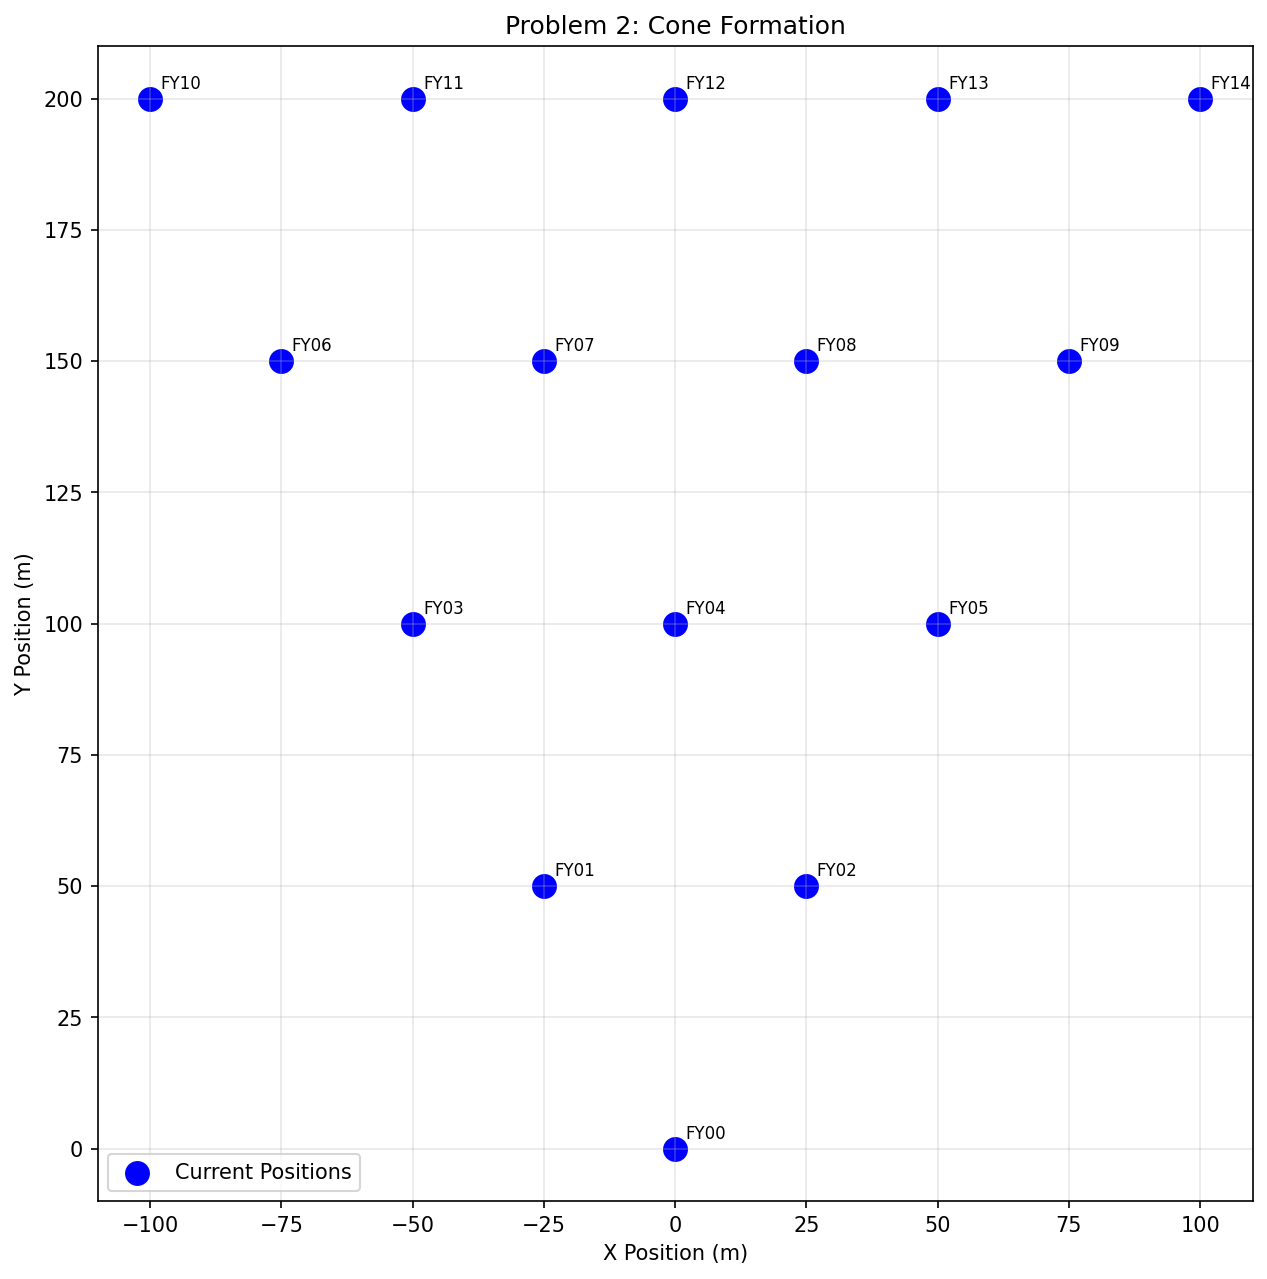 Problem 2: Cone Formation
FY10
FY11
FY12
FY13
FY14
FY06
FY07
FY08
FY09
FY03
FY04
FY05
FY01
FY02
FY00
200
175
150
125
100
75
50
25
0
Y Position (m)
Current Positions
−100
−75
−50
−25
0
25
50
75
100
X Position (m)